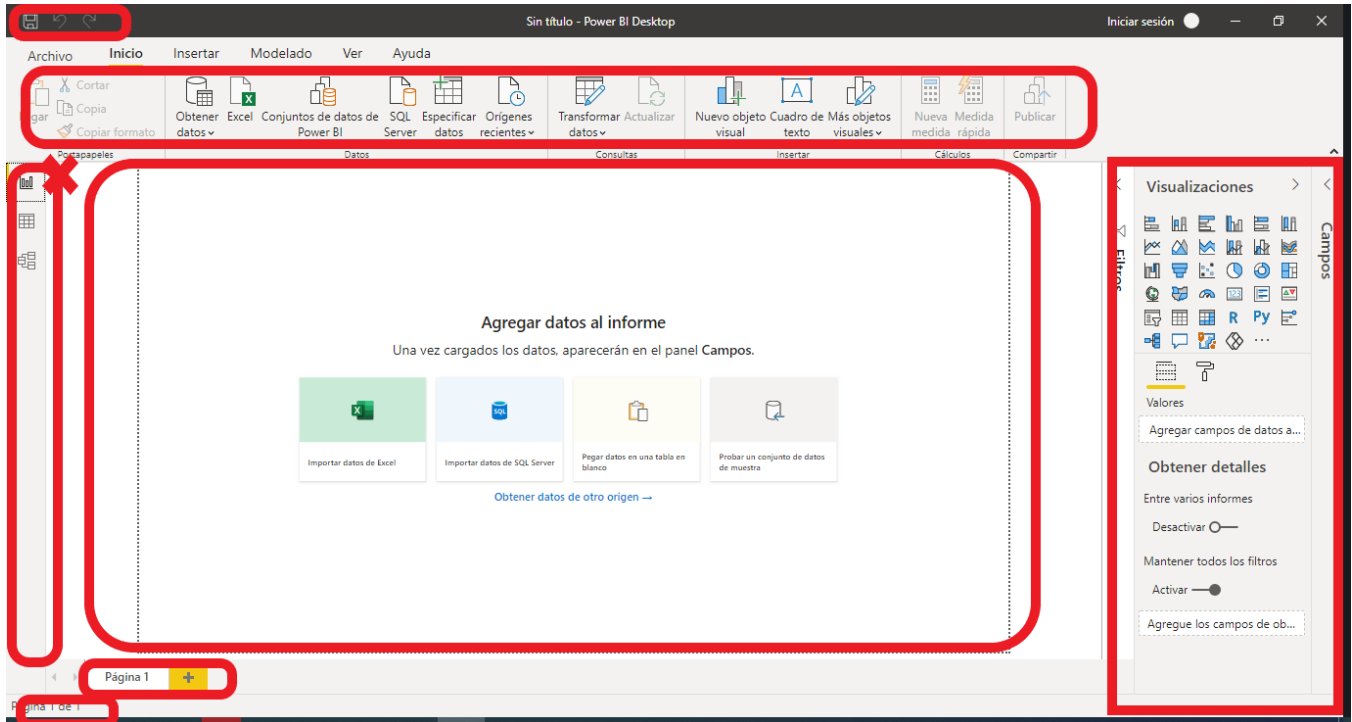 Sin título - Power BI Desktop
Iniciar sesión
Archivo Inicio Insertar Modelado Ver Ayuda
Cortar
Copia
Copiar formato
Portapapeles
Obtener datos
Excel
Conjuntos de datos de Power BI
SQL Server
Especificar datos
Orígenes recientes
Datos
Transformar datos
Actualizar
Consultas
Nuevo objeto visual
Cuadro de texto
Más objetos visuales
Insertar
Nueva medida
Medida rápida
Cálculos
Publicar
Compartir
Agregar datos al informe
Una vez cargados los datos, aparecerán en el panel Campos.
Importar datos de Excel
Importar datos de SQL Server
Pegar datos en una tabla en
blanco
Probar un conjunto de datos
de muestra
Obtener datos de otro origen →
Filtros
Visualizaciones
R Py
123
Valores
Agregar campos de datos a...
Obtener detalles
Entre varios informes
Desactivar
Mantener todos los filtros
Activar
Agregue los campos de ob...
Campos
Página 1 +
Página 1 de 1